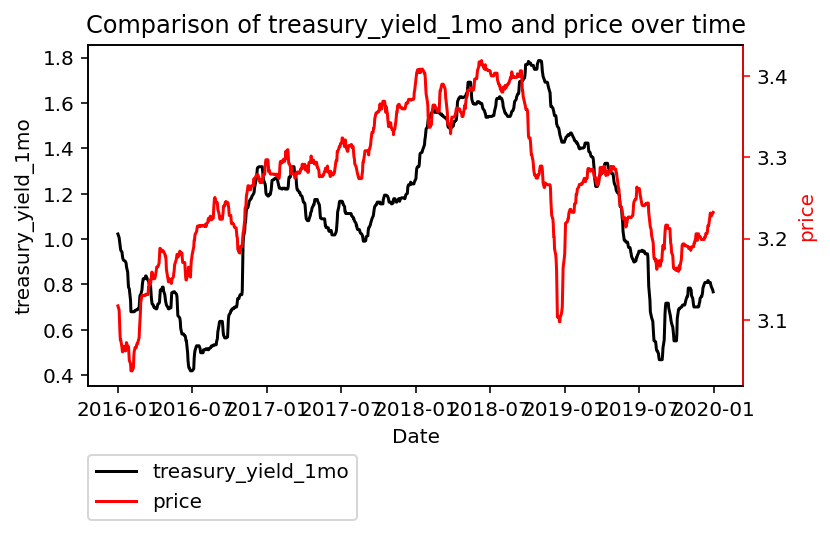 Comparison of treasury_yield_1mo and price over time
treasury_yield_1mo
1.8
1.6
1.4
1.2
1.0
0.8
0.6
0.4
3.4
3.3
3.2
3.1
price
2016-01 2016-07 2017-01 2017-07 2018-01 2018-07 2019-01 2019-07 2020-01
Date
treasury_yield_1mo
price